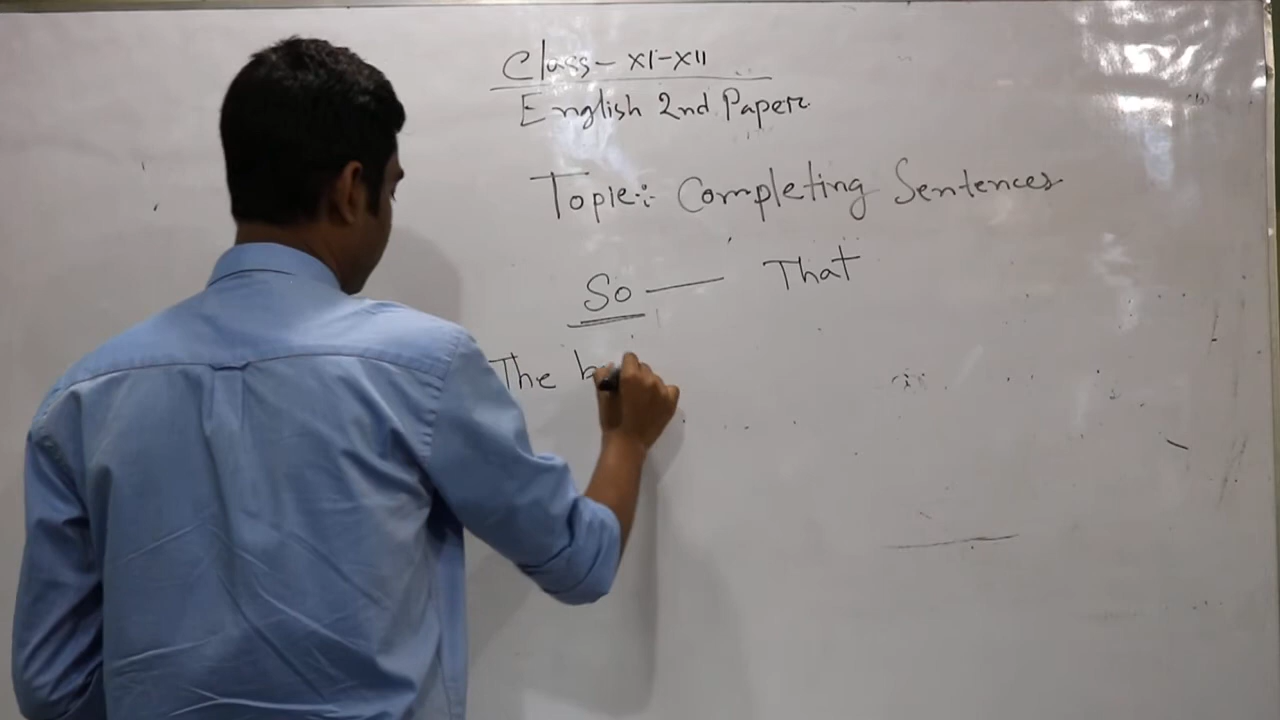 Class - XI-XII
English 2nd Paper
Topic: Completing Sentences
So — That
The b